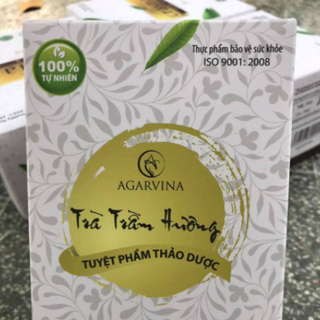 100%
TỰ NHIÊN
Thực phẩm bảo vệ sức khỏe
ISO 9001: 2008
AGARVINA
Trà Trầm Hương
TUYỆT PHẨM THẢO DƯỢC